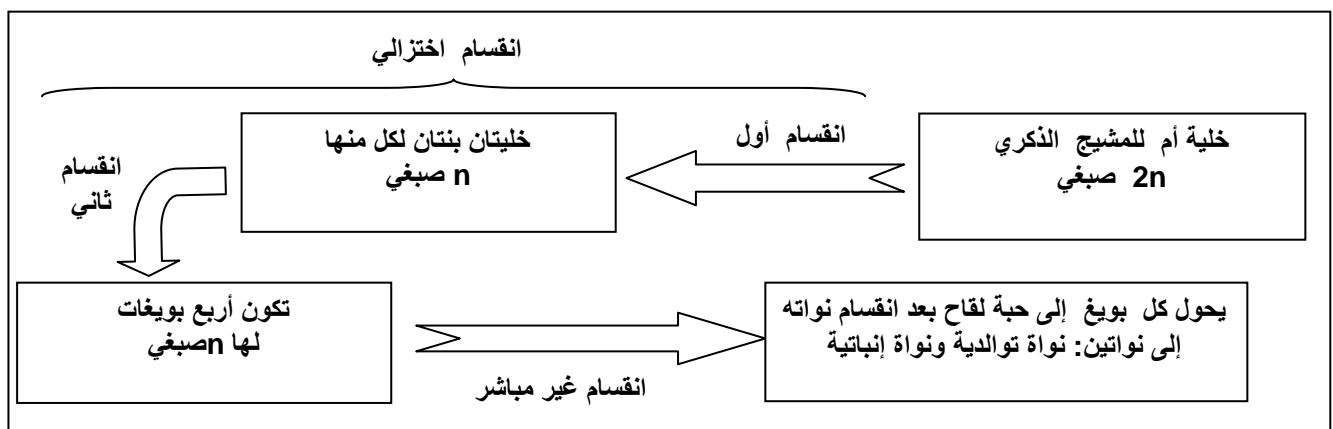 انقسام اختزالي
خلية أم للمشيج الذكري
2n صبغي
انقسام أول
خليتان بنتان لكل منها
n صبغي
انقسام
ثاني
تكون أربع بويغات
لها nصبغي
انقسام غير مباشر
يحول كل بويغ إلى حبة لقاح بعد انقسام نواته
إلى نواتين: نواة توالدية ونواة إنباتية